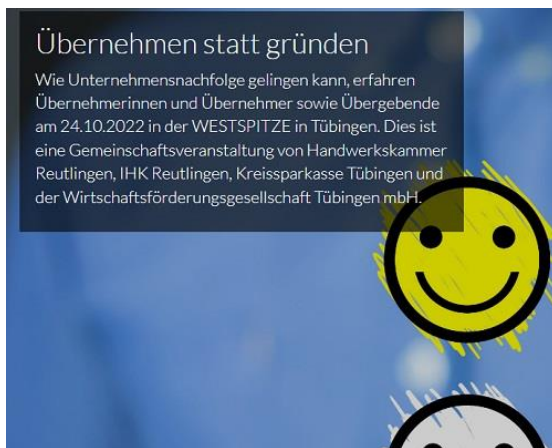 Übernehmen statt gründen
Wie Unternehmensnachfolge gelingen kann, erfahren
Übernehmerinnen und Übernehmer sowie Übergebende
am 24.10.2022 in der WESTSPITZE in Tübingen. Dies ist
eine Gemeinschaftsveranstaltung von Handwerkskammer
Reutlingen, IHK Reutlingen, Kreissparkasse Tübingen und
der Wirtschaftsförderungsgesellschaft Tübingen mbH.